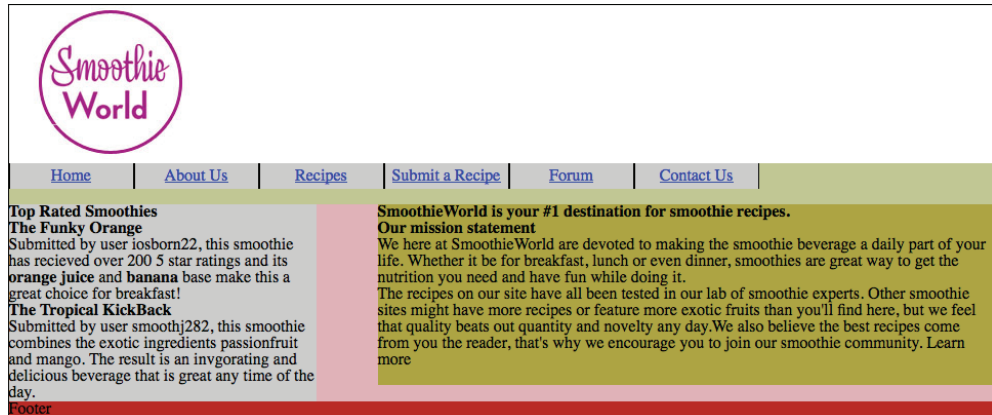 Smoothie
World
Home About Us Recipes Submit a Recipe Forum Contact Us
Top Rated Smoothies
The Funky Orange
Submitted by user iosborn22, this smoothie
has recieved over 200 5 star ratings and its
orange juice and banana base make this a
great choice for breakfast!
The Tropical KickBack
Submitted by user smoothj282, this smoothie
combines the exotic ingredients passionfruit
and mango. The result is an invgorating and
delicious beverage that is great any time of the
day.
SmoothieWorld is your #1 destination for smoothie recipes.
Our mission statement
We here at SmoothieWorld are devoted to making the smoothie beverage a daily part of your
life. Whether it be for breakfast, lunch or even dinner, smoothies are great way to get the
nutrition you need and have fun while doing it.
The recipes on our site have all been tested in our lab of smoothie experts. Other smoothie
sites might have more recipes or feature more exotic fruits than you'll find here, but we feel
that quality beats out quantity and novelty any day.We also believe the best recipes come
from you the reader, that's why we encourage you to join our smoothie community. Learn
more
Footer